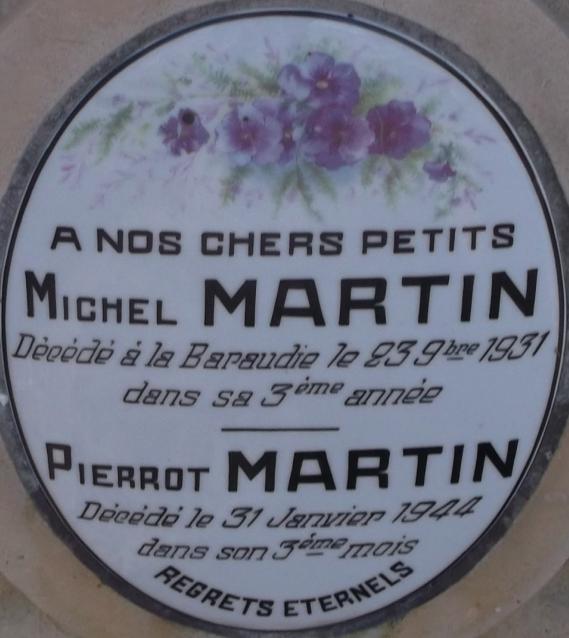 A NOS CHERS PETITS
MICHEL MARTIN
Décédé à la Baraudie le 23 9bre 1931
dans sa 3ème année
PIERROT MARTIN
Décédé le 31 Janvier 1944
dans son 3ème mois
REGRETS ETERNELS